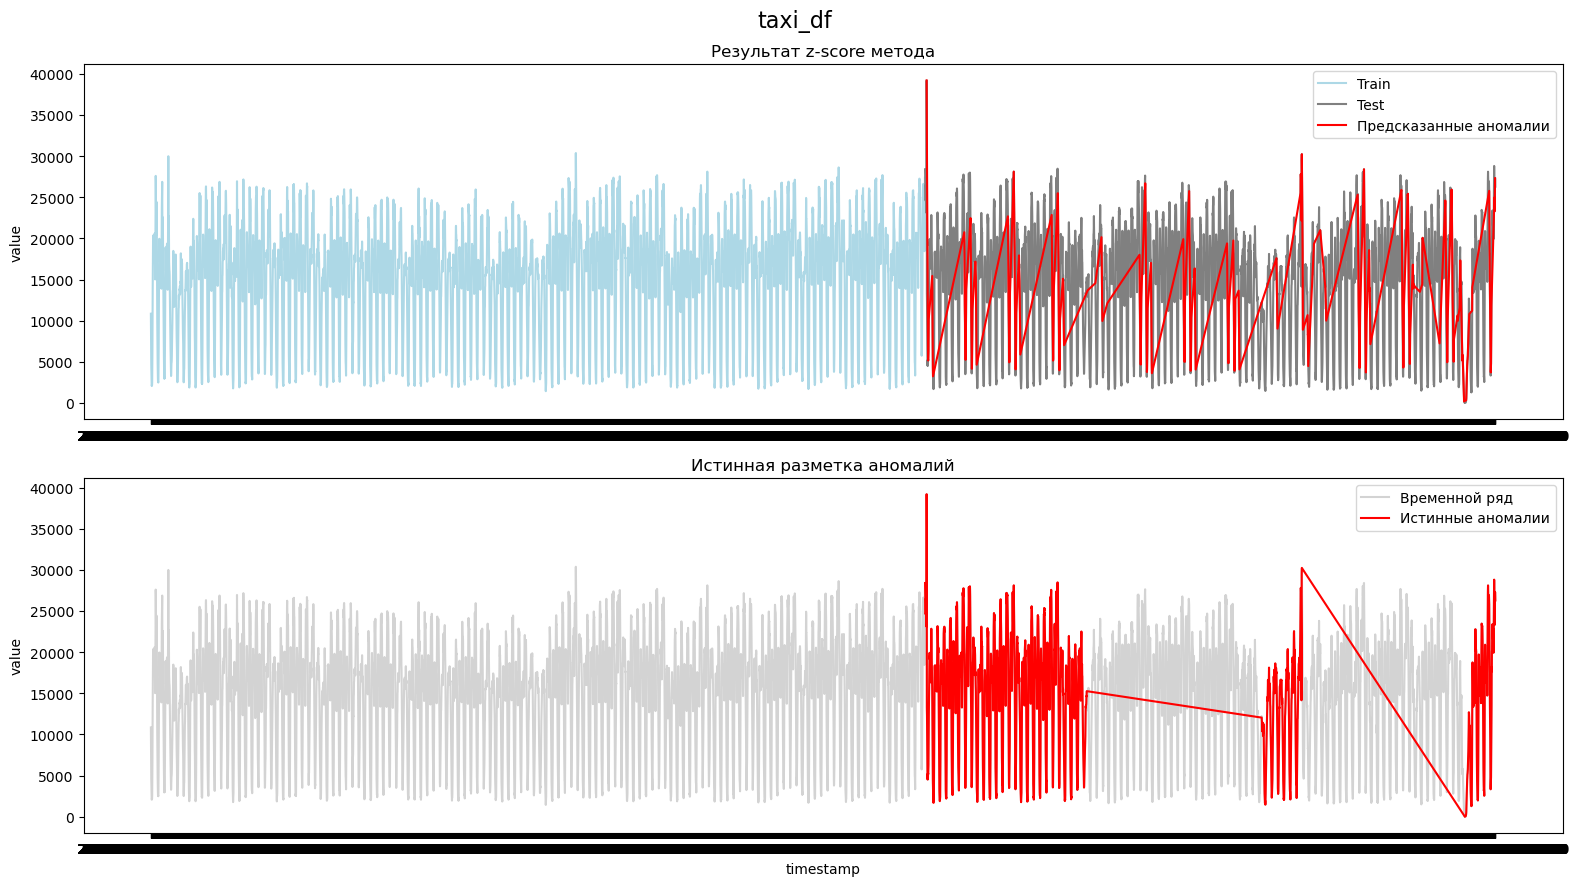 taxi_df
Результат z-score метода
40000
35000
30000
25000
20000
15000
10000
5000
0
value
Train
Test
Предсказанные аномалии
Истинная разметка аномалий
40000
35000
30000
25000
20000
15000
10000
5000
0
value
Временной ряд
Истинные аномалии
timestamp